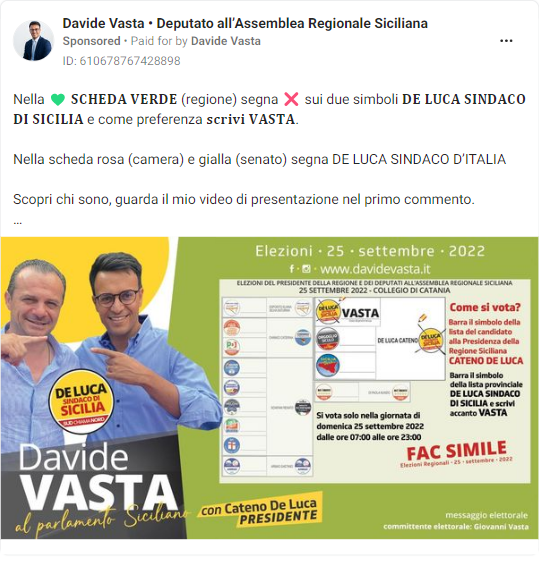 Davide Vasta • Deputato all'Assemblea Regionale Siciliana
Sponsored • Paid for by Davide Vasta
ID: 610678767428898
Nella 💚 SCHEDA VERDE (regione) segna ❌ sui due simboli DE LUCA SINDACO
DI SICILIA e come preferenza scrivi VASTA.
Nella scheda rosa (camera) e gialla (senato) segna DE LUCA SINDACO D'ITALIA
Scopri chi sono, guarda il mio video di presentazione nel primo commento.
...
Elezioni · 25 · settembre · 2022
www.davidevasta.it
ELEZIONI DEL PRESIDENTE DELLA REGIONE E DEI DEPUTATI ALL'ASSEMBLEA REGIONALE SICILIANA
25 SETTEMBRE 2022 - COLLEGIO DI CATANIA
VASTA
DE LUCA CATENO
Come si vota?
Barra il simbolo della
lista del candidato
alla Presidenza della
Regione Siciliana
CATENO DE LUCA
Barra il simbolo
della lista provinciale
DE LUCA SINDACO
DI SICILIA e scrivi
accanto VASTA
Si vota solo nella giornata di
domenica 25 settembre 2022
dalle ore 07:00 alle ore 23:00
FAC SIMILE
Elezioni Regionali · 25 · settembre · 2022
DE LUCA
SINDACO DI
SICILIA
SUD CHIAMA NORD
Davide
VASTA
al parlamento Siciliano
con Cateno De Luca
PRESIDENTE
messaggio elettorale
committente elettorale: Giovanni Vasta